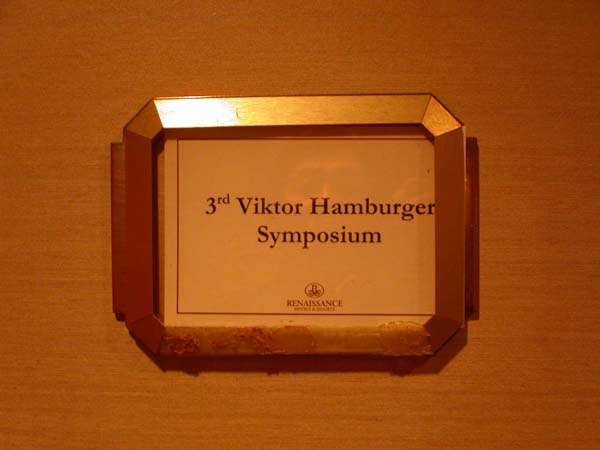 3rd Viktor Hamburger
Symposium
R
RENAISSANCE
HOTELS & RESORTS